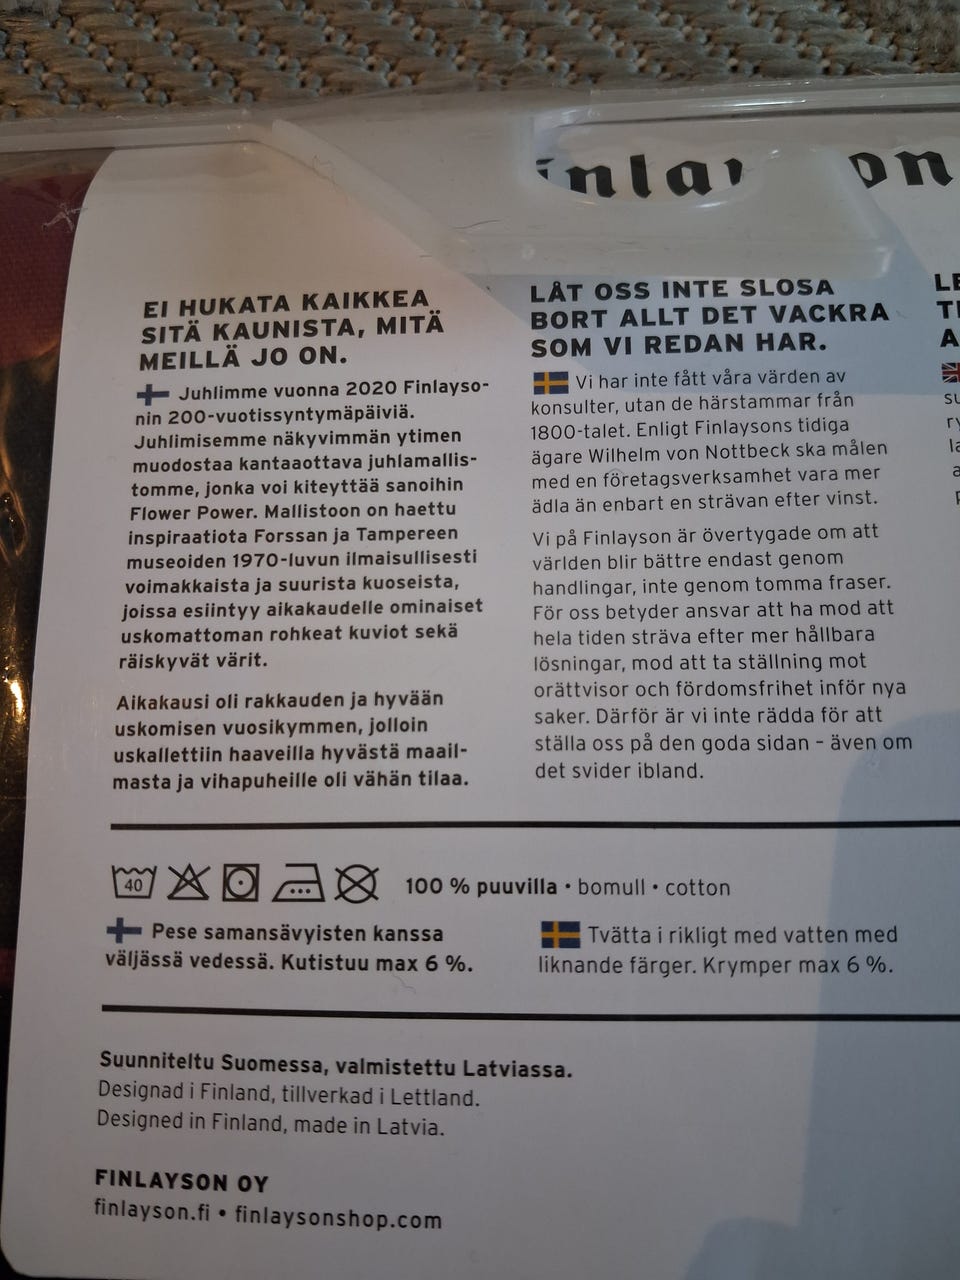 inlayson
EI HUKATA KAIKKEA
SITÄ KAUNISTA, MITÄ
MEILLÄ JO ON.
Juhlimme vuonna 2020 Finlayso-
nin 200-vuotissyntymäpäiviä.
Juhlimisemme näkyvimmän ytimen
muodostaa kantaaottava juhlamallis-
tomme, jonka voi kiteyttää sanoihin
Flower Power. Mallistoon on haettu
inspiraatiota Forssan ja Tampereen
museoiden 1970-luvun ilmaisullisesti
voimakkaista ja suurista kuoseista,
joissa esiintyy aikakaudelle ominaiset
uskomattoman rohkeat kuviot sekä
räiskyvät värit.
Aikakausi oli rakkauden ja hyvään
uskomisen vuosikymmen, jolloin
uskallettiin haaveilla hyvästä maail-
masta ja vihapuheille oli vähän tilaa.
LÅT OSS INTE SLOSA
BORT ALLT DET VACKRA
SOM VI REDAN HAR.
Vi har inte fått våra värden av
konsulter, utan de härstammar från
1800-talet. Enligt Finlaysons tidiga
ägare Wilhelm von Nottbeck ska målen
med en företagsverksamhet vara mer
ädla än enbart en strävan efter vinst.
Vi på Finlayson är övertygade om att
världen blir bättre endast genom
handlingar, inte genom tomma fraser.
För oss betyder ansvar att ha mod att
hela tiden sträva efter mer hållbara
lösningar, mod att ta ställning mot
orättvisor och fördomsfrihet inför nya
saker. Därför är vi inte rädda för att
ställa oss på den goda sidan – även om
det svider ibland.
40
100 % puuvilla • bomull • cotton
Pese samansävyisten kanssa
väljässä vedessä. Kutistuu max 6 %.
Tvätta i rikligt med vatten med
liknande färger. Krymper max 6 %.
Suunniteltu Suomessa, valmistettu Latviassa.
Designad i Finland, tillverkad i Lettland.
Designed in Finland, made in Latvia.
FINLAYSON OY
finlayson.fi • finlaysonshop.com